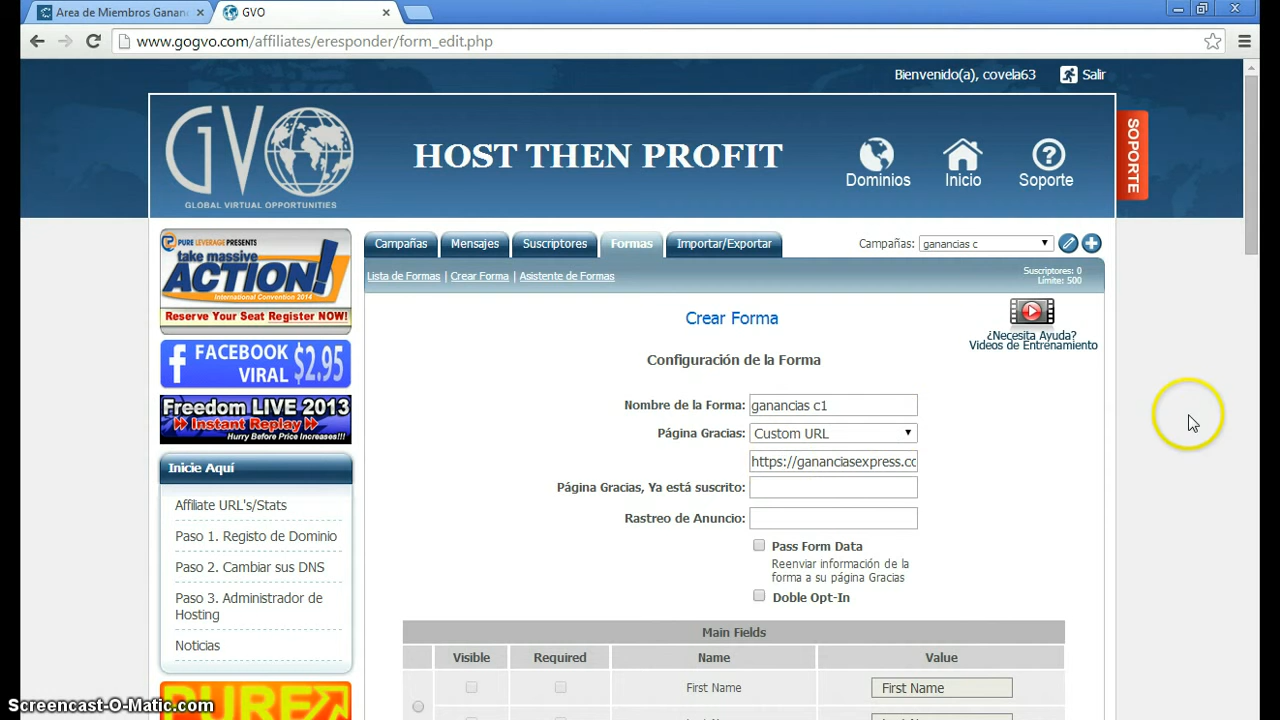 Area de Miembros Ganan
GVO
www.gogvo.com/affiliates/eresponder/form_edit.php
Bienvenido(a), covela63
Salir
GVO
GLOBAL VIRTUAL OPPORTUNITIES
HOST THEN PROFIT
Dominios
Inicio
Soporte
SOPORTE
PURE LEVERAGE PRESENTS
take massive
ACTION!
International Convention 2014
Reserve Your Seat Register NOW!
Campañas
Mensajes
Suscriptores
Formas
Importar/Exportar
Campañas:
ganancias c
Lista de Formas | Crear Forma | Asistente de Formas
Suscriptores: 0
Límite: 500
¿Necesita Ayuda?
Videos de Entrenamiento
FACEBOOK
VIRAL $2.95
Freedom LIVE 2013
Instant Replay
Hurry Before Price Increases!!!
Inicie Aquí
Affiliate URL's/Stats
Paso 1. Registo de Dominio
Paso 2. Cambiar sus DNS
Paso 3. Administrador de
Hosting
Noticias
PURE
Crear Forma
Configuración de la Forma
Nombre de la Forma: ganancias c1
Página Gracias: Custom URL
https://gananciasexpress.cc
Página Gracias, Ya está suscrito:
Rastreo de Anuncio:
Pass Form Data
Reenviar información de la
forma a su página Gracias
Doble Opt-In
Main Fields
Visible Required Name Value
First Name First Name
Screencast-O-Matic.com